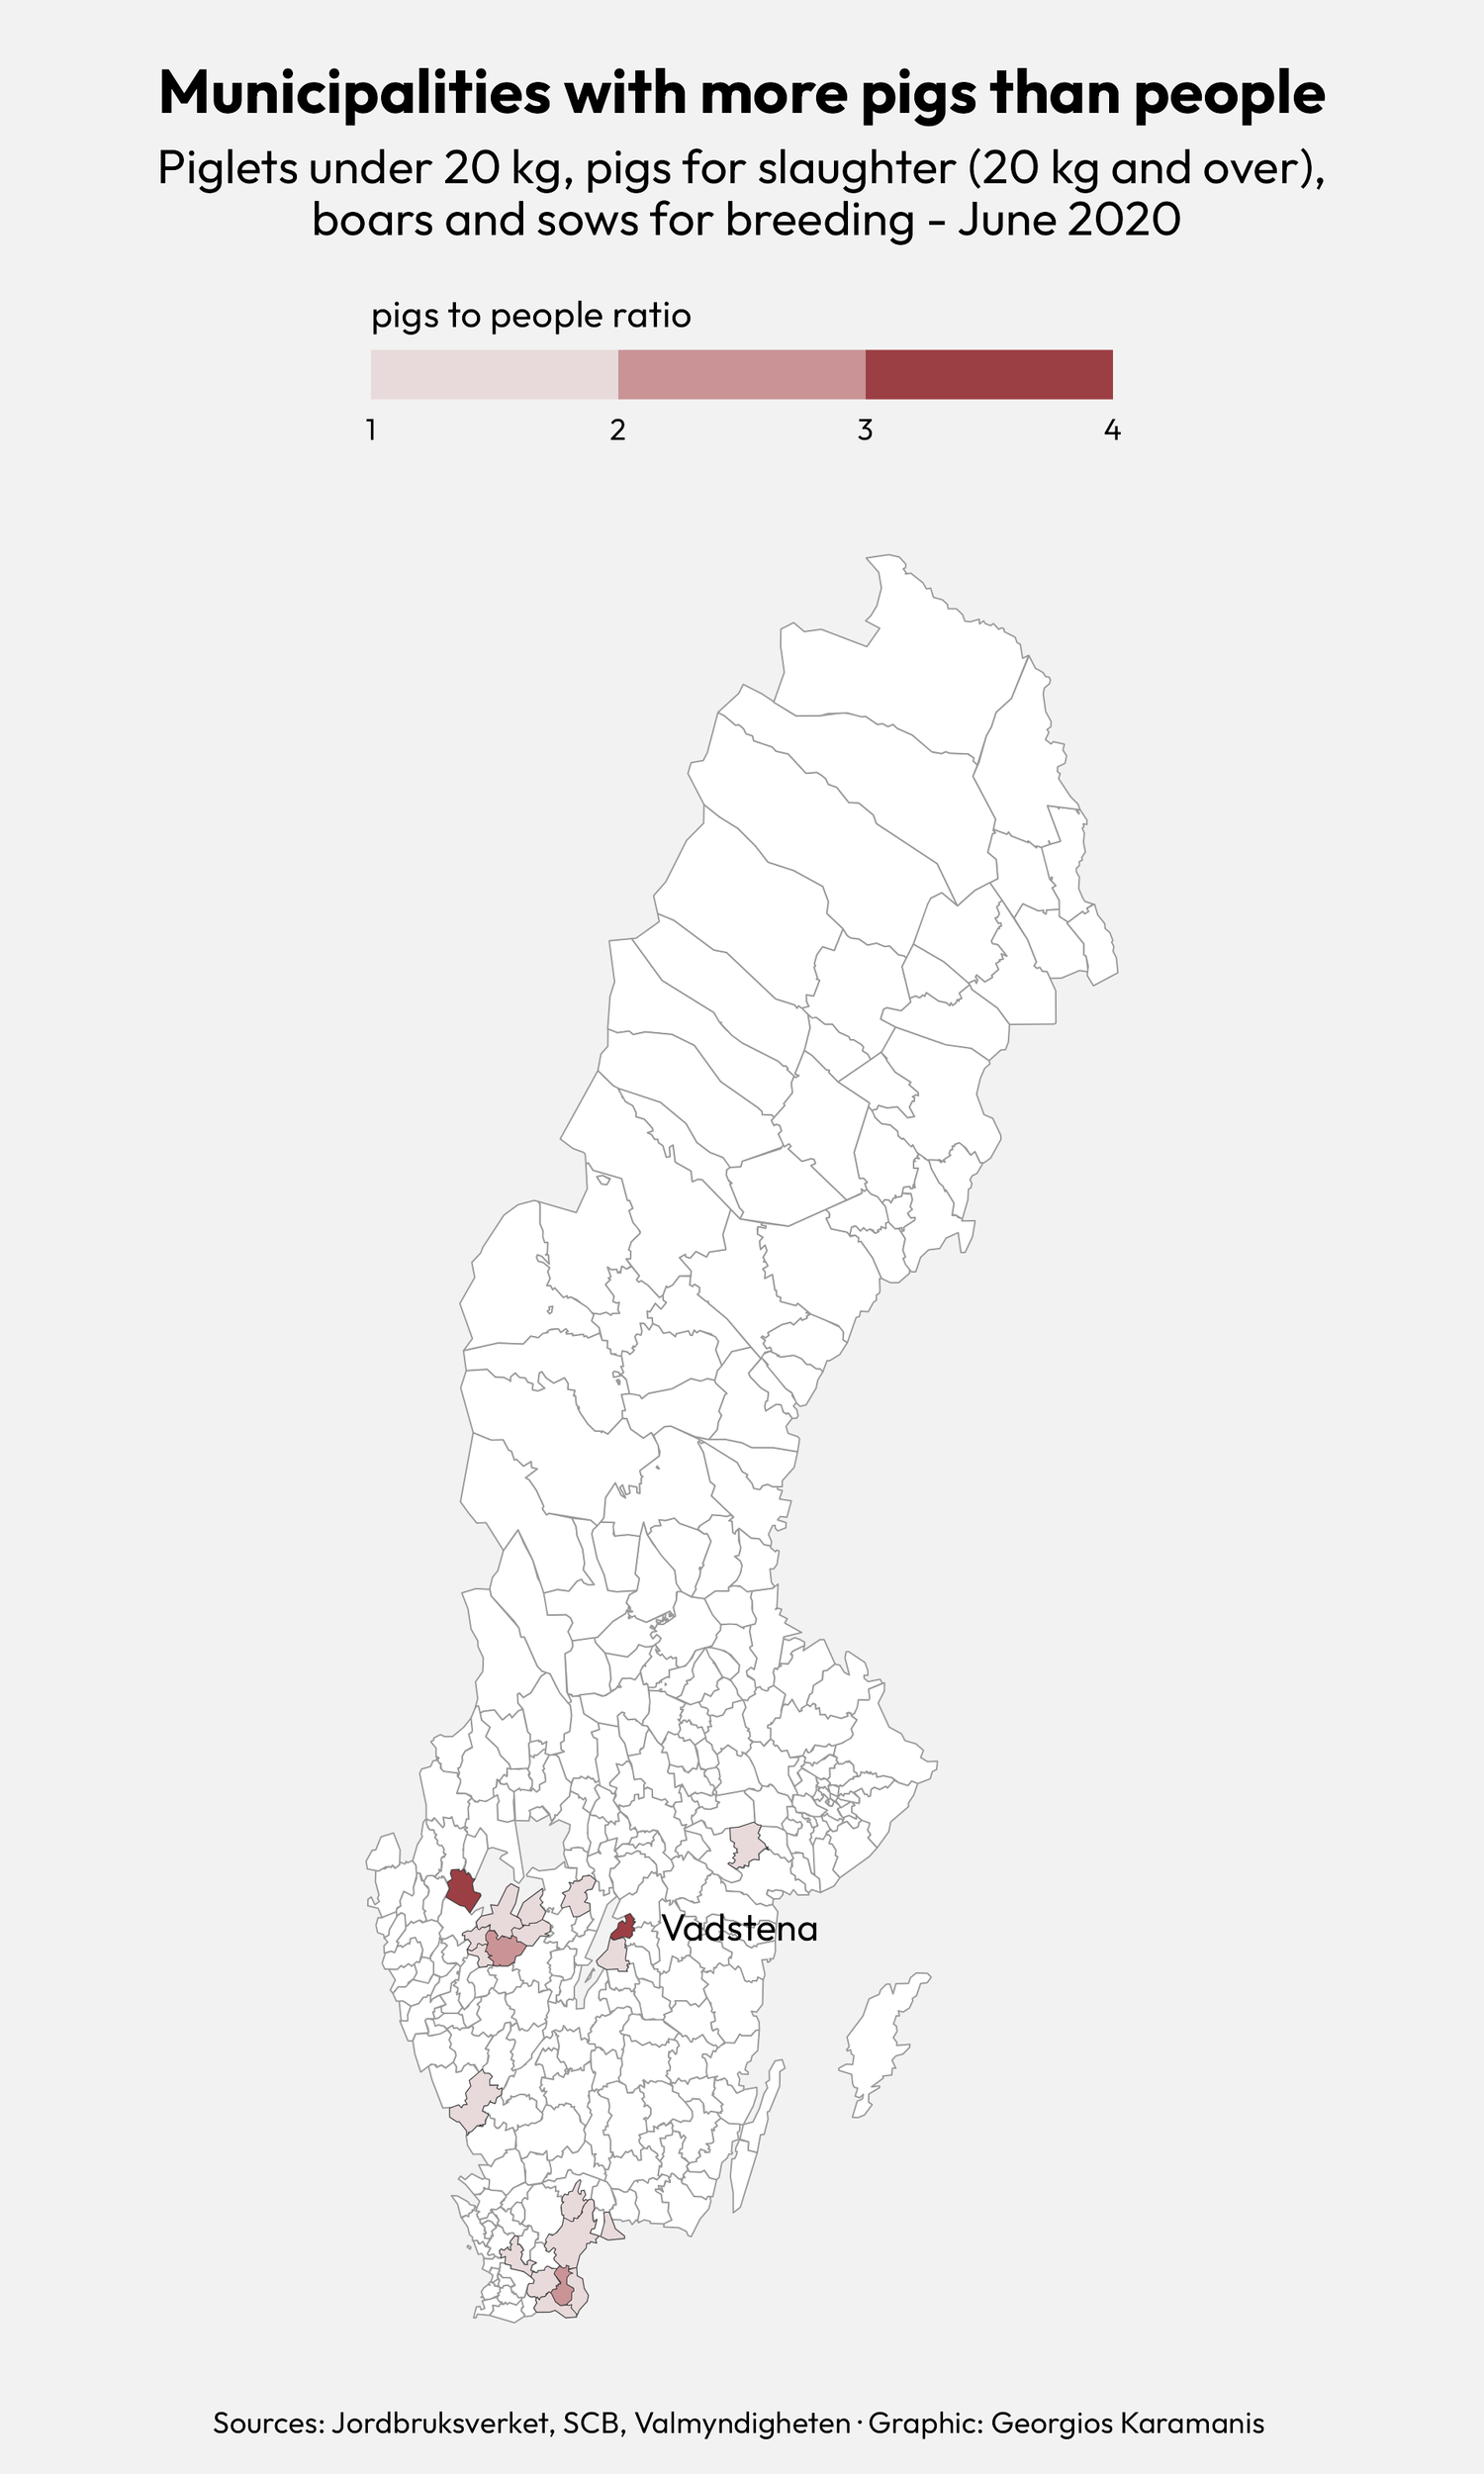 Municipalities with more pigs than people
Piglets under 20 kg, pigs for slaughter (20 kg and over),
boars and sows for breeding - June 2020
pigs to people ratio
1 2 3 4
Vadstena
Sources: Jordbruksverket, SCB, Valmyndigheten · Graphic: Georgios Karamanis